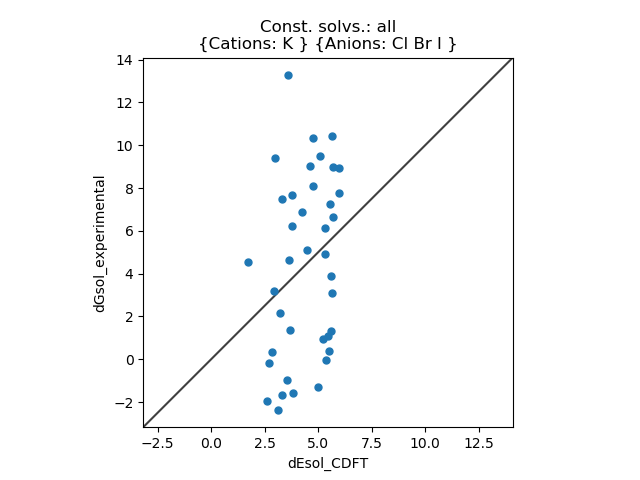 Const. solvs.: all
{Cations: K } {Anions: Cl Br I }
14
12
10
8
6
4
2
0
−2
dGsol_experimental
−2.5 0.0 2.5 5.0 7.5 10.0 12.5
dEsol_CDFT